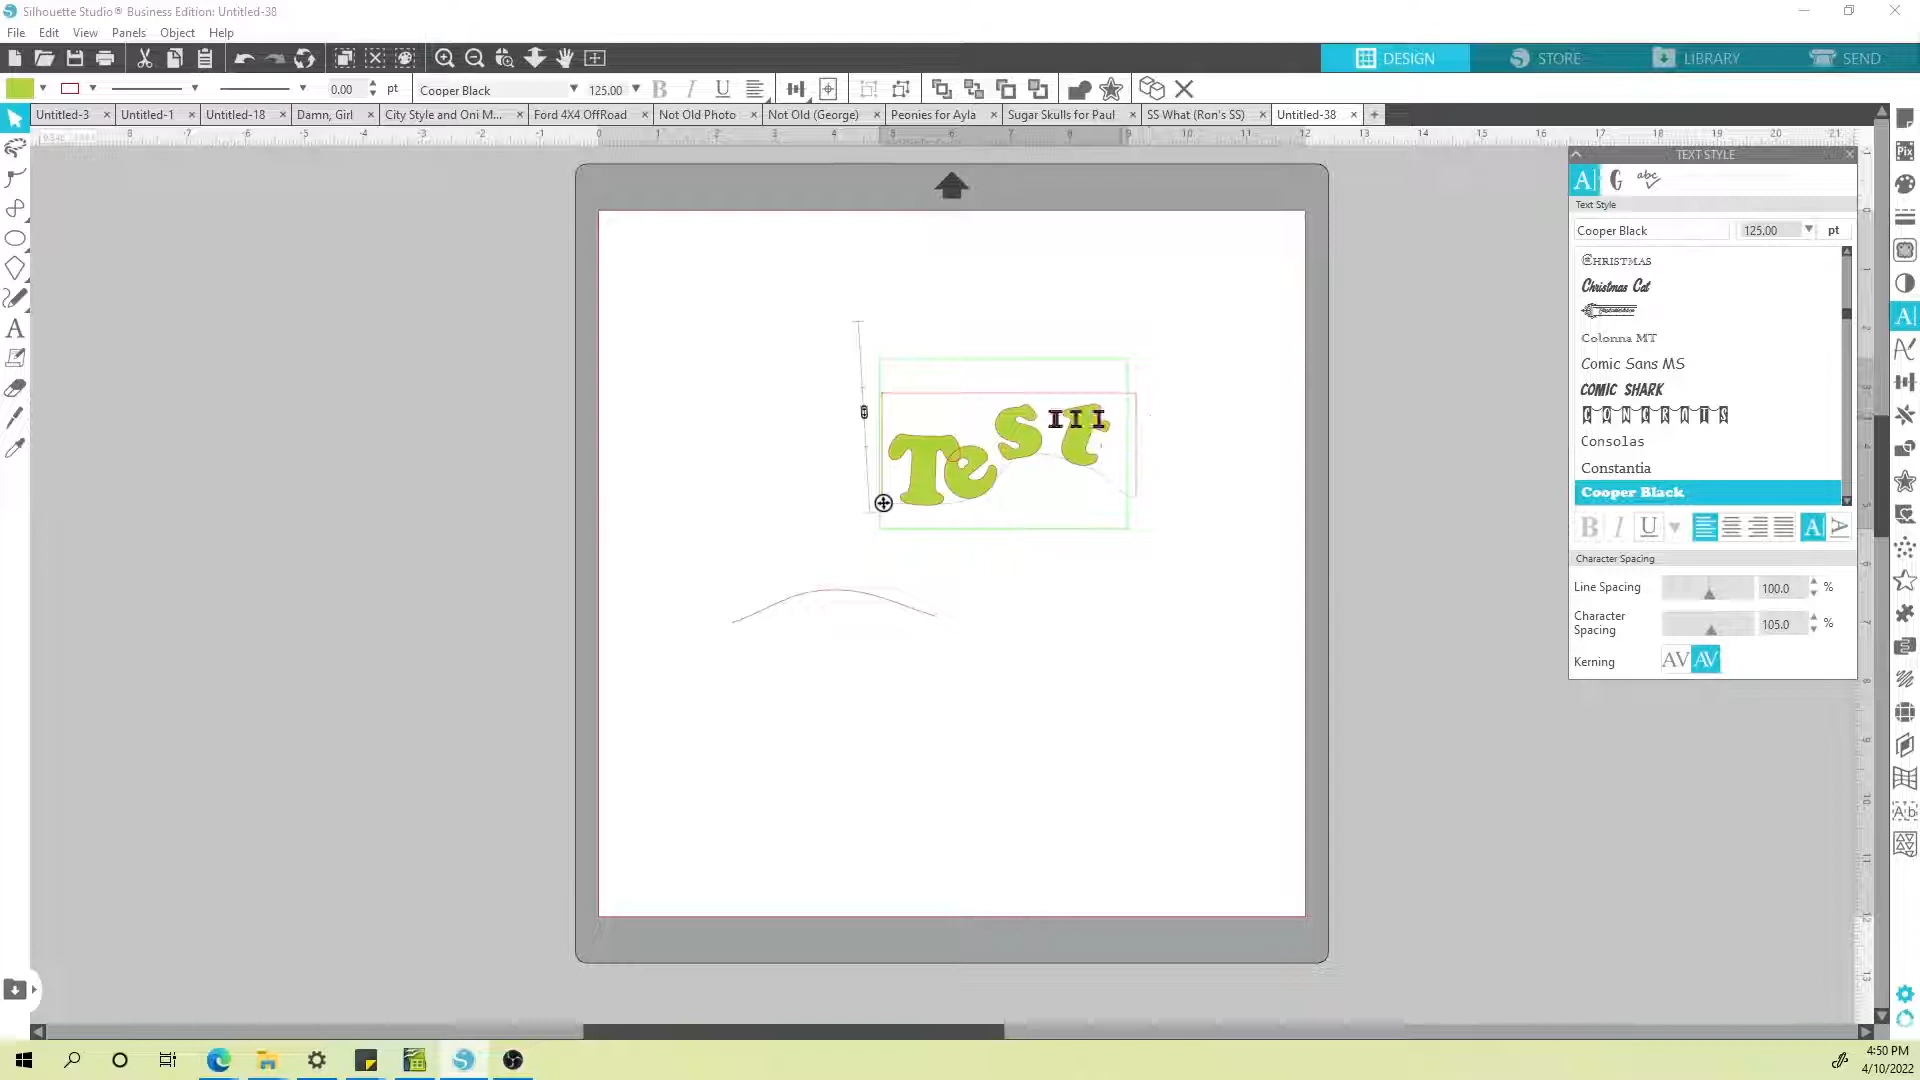 Silhouette Studio® Business Edition: Untitled-38
File Edit View Panels Object Help
DESIGN STORE LIBRARY SEND
0.00 pt Cooper Black 125.00 B I U
Untitled-3 Untitled-1 Untitled-18 Damn, Girl City Style and Oni M... Ford 4X4 OffRoad Not Old Photo Not Old (George) Peonies for Ayla Sugar Skulls for Paul SS What (Ron's SS) Untitled-38
TEXT STYLE
Text Style
Cooper Black 125.00 pt
CHRISTMAS
Christmas Cat
Colonna MT
Comic Sans MS
COMIC SHARK
CONGRATS
Consolas
Constantia
Cooper Black
B I U
Character Spacing
Line Spacing 100.0 %
Character Spacing 105.0 %
Kerning AV AV
Test
III
4:50 PM
4/10/2022